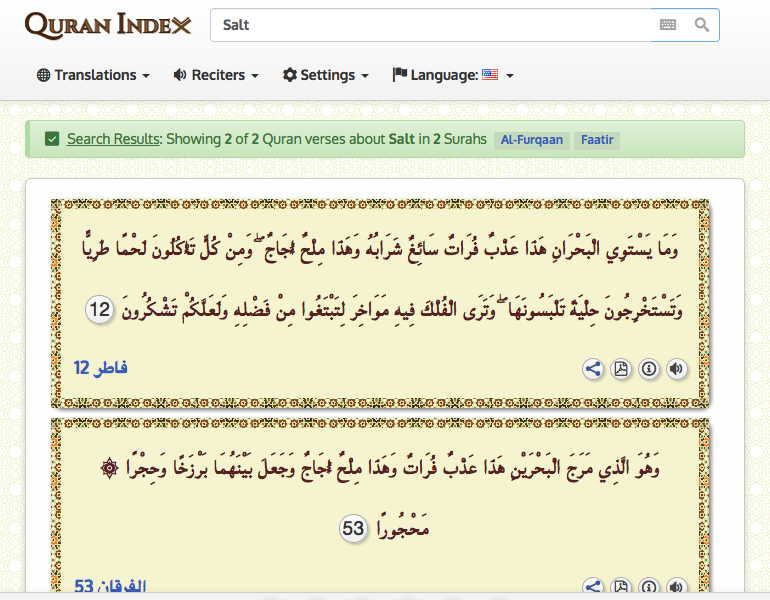 Quran Index
Salt
Translations
Reciters
Settings
Language:
Search Results: Showing 2 of 2 Quran verses about Salt in 2 Surahs Al-Furqaan Faatir
وَمَا يَسْتَوِي الْبَحْرَانِ هَذَا عَذْبٌ فُرَاتٌ سَائِغٌ شَرَابُهُ وَهَذَا مِلْحٌ أُجَاجٌ ۖ وَمِنْ كُلٍّ تَأْكُلُونَ لَحْمًا طَرِيًّا
وَتَسْتَخْرِجُونَ حِلْيَةً تَلْبَسُونَهَا ۖ وَتَرَى الْفُلْكَ فِيهِ مَوَاخِرَ لِتَبْتَغُوا مِنْ فَضْلِهِ وَلَعَلَّكُمْ تَشْكُرُونَ 12
فاطر 12
وَهُوَ الَّذِي مَرَجَ الْبَحْرَيْنِ هَذَا عَذْبٌ فُرَاتٌ وَهَذَا مِلْحٌ أُجَاجٌ وَجَعَلَ بَيْنَهُمَا بَرْزَخًا وَحِجْرًا ۞
مَحْجُورًا 53
الفرقان 53